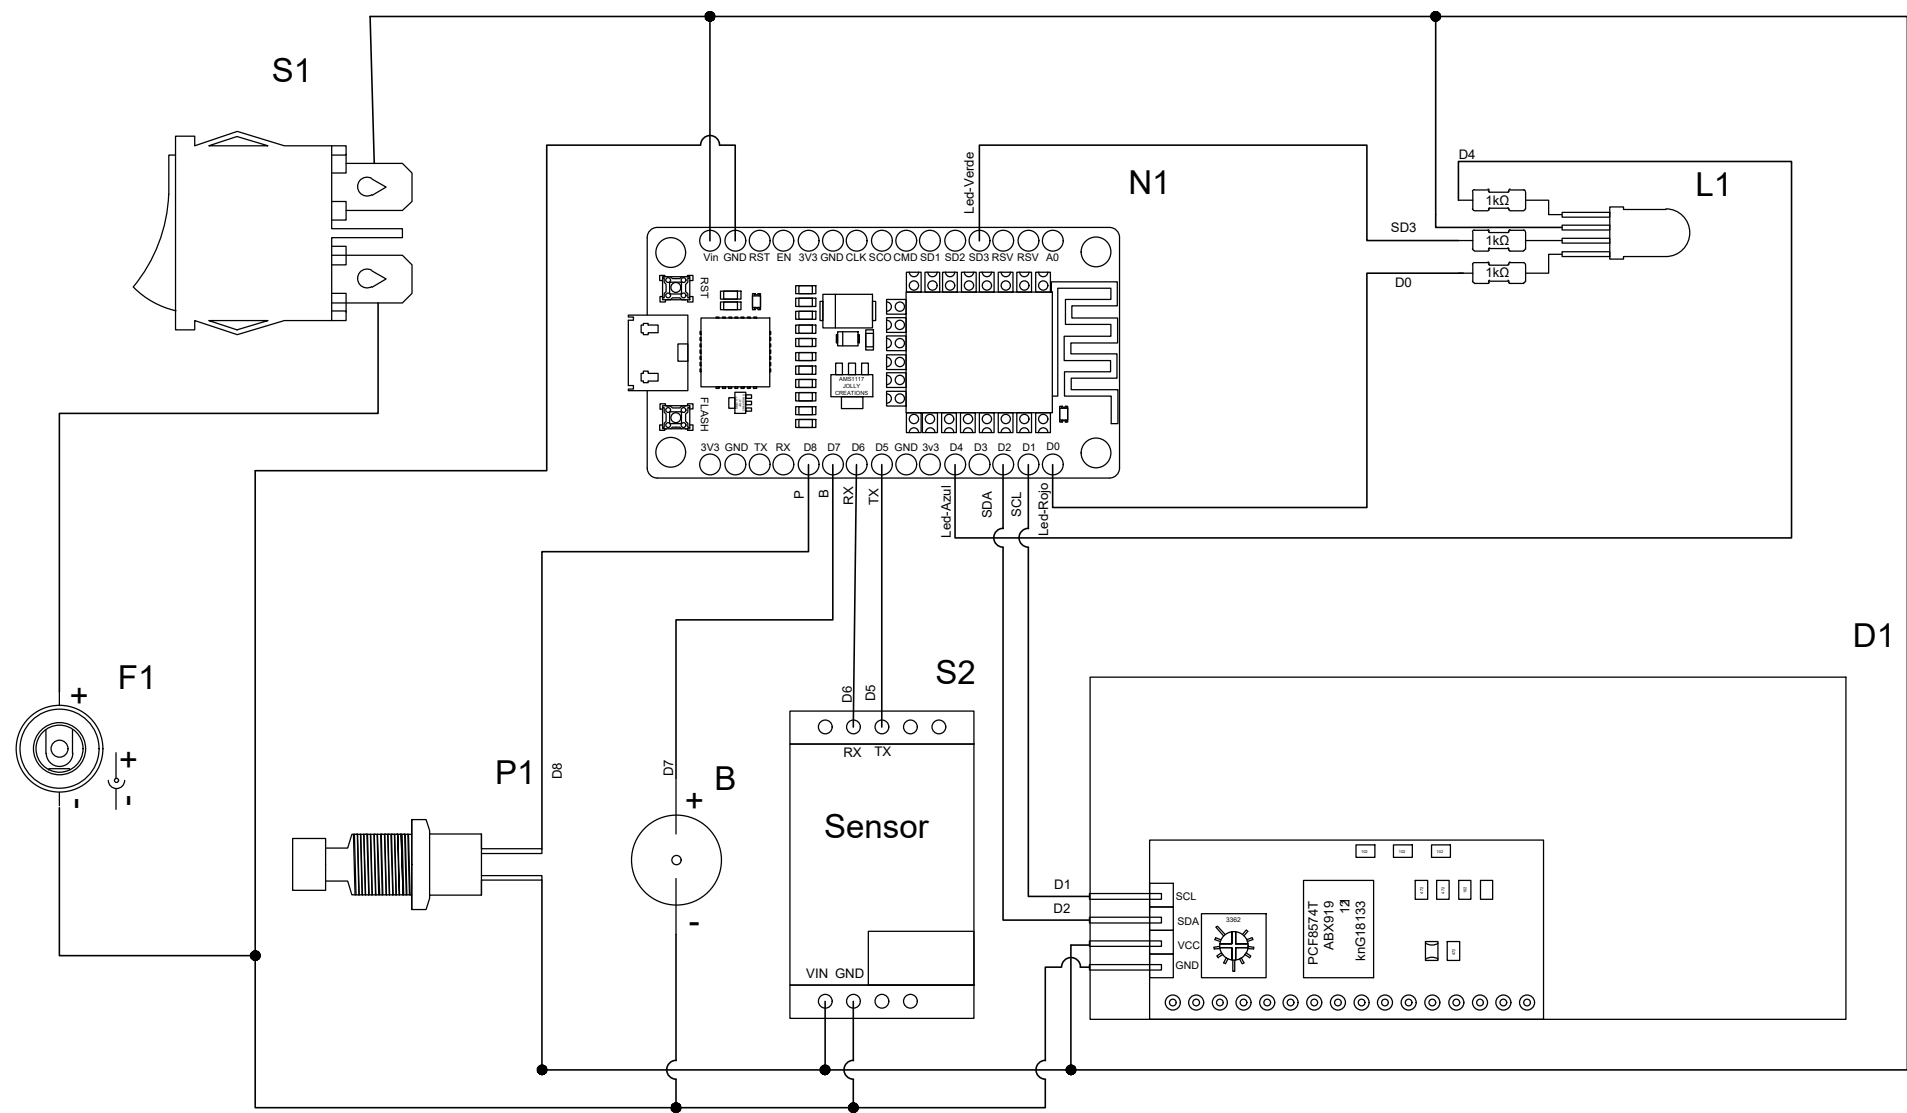 S1
N1
L1
D4
1kΩ
SD3
1kΩ
D0
1kΩ
Led-Verde
Vin GND RST EN 3V3 GND CLK SCO CMD SD1 SD2 SD3 RSV RSV A0
RST
AMS1117
JOLLY
CREATIONS
FLASH
3V3 GND TX RX D8 D7 D6 D5 GND 3v3 D4 D3 D2 D1 D0
P
B
RX
TX
Led-Azul
SDA
SCL
Led-Rojo
D1
F1
+
+
-
-
P1
D8
D7
B
+
-
S2
D6
D5
RX TX
Sensor
VIN GND
D1
D2
SCL
SDA
VCC
GND
3362
PCF8574T
ABX919
knG18133